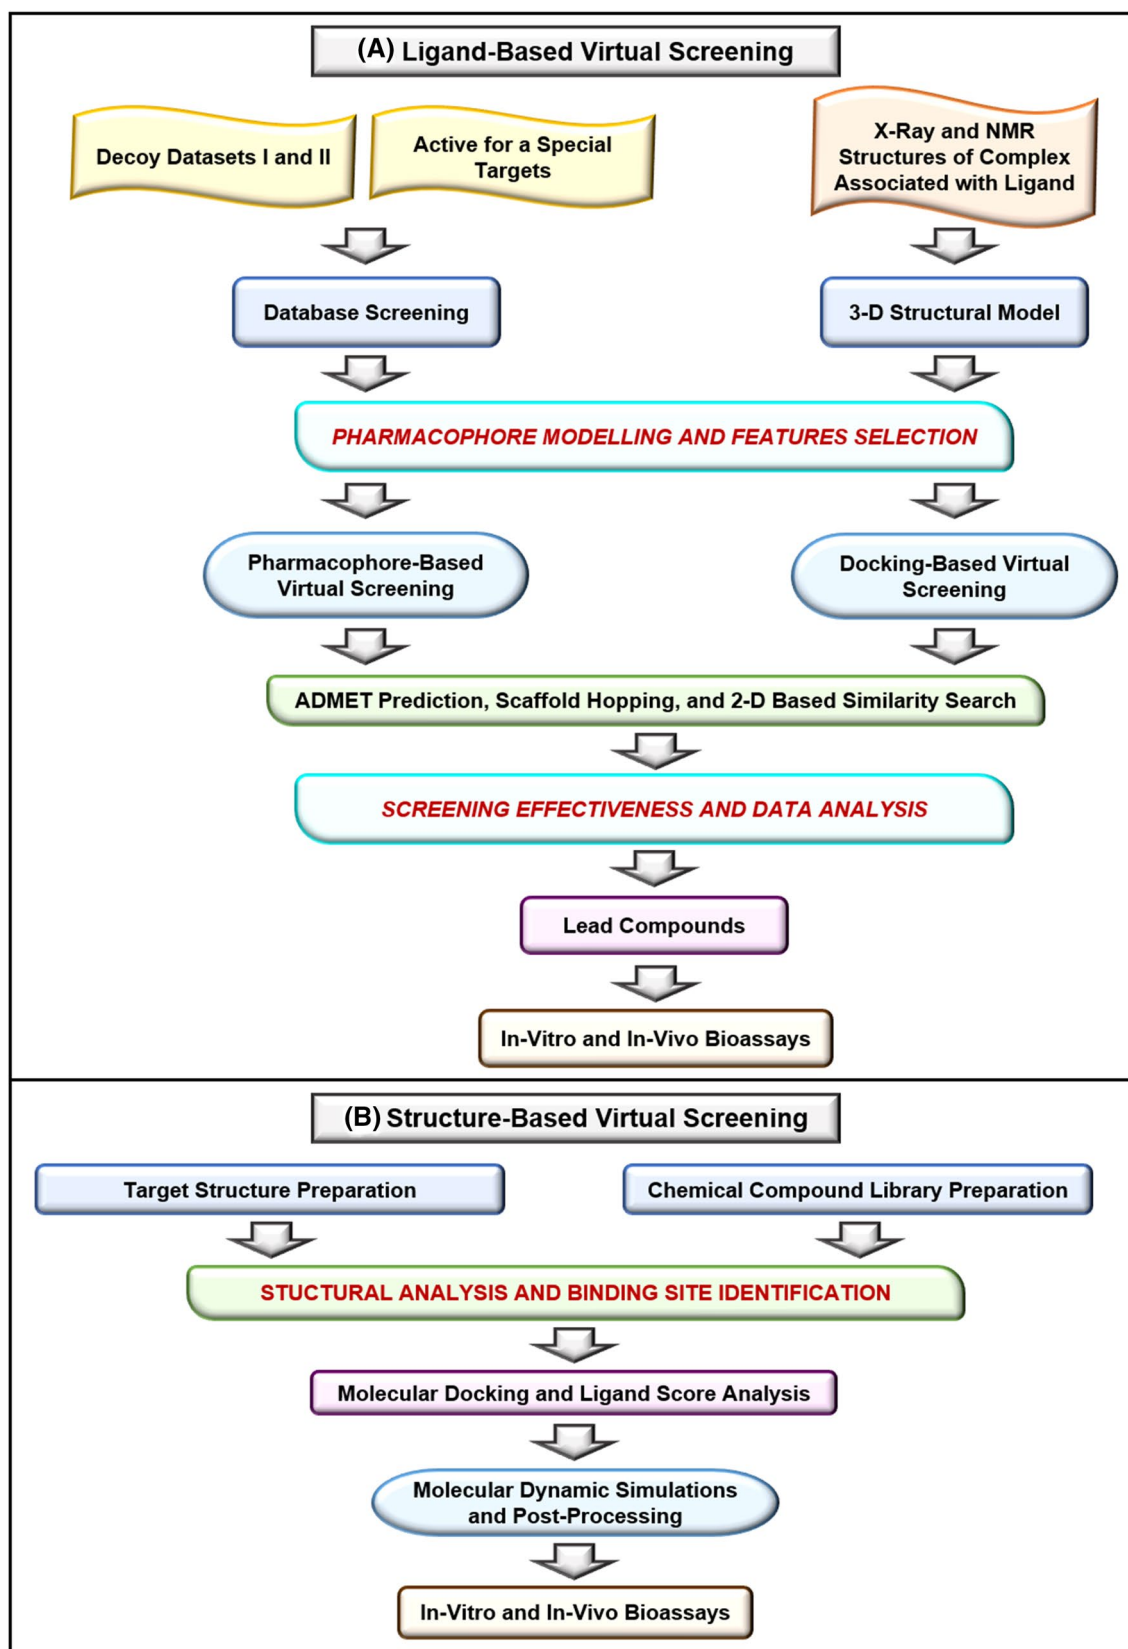 (A) Ligand-Based Virtual Screening
Decoy Datasets I and II
Active for a Special
Targets
X-Ray and NMR
Structures of Complex
Associated with Ligand
Database Screening
3-D Structural Model
PHARMACOPHORE MODELLING AND FEATURES SELECTION
Pharmacophore-Based
Virtual Screening
Docking-Based Virtual
Screening
ADMET Prediction, Scaffold Hopping, and 2-D Based Similarity Search
SCREENING EFFECTIVENESS AND DATA ANALYSIS
Lead Compounds
In-Vitro and In-Vivo Bioassays
(B) Structure-Based Virtual Screening
Target Structure Preparation
Chemical Compound Library Preparation
STUCTURAL ANALYSIS AND BINDING SITE IDENTIFICATION
Molecular Docking and Ligand Score Analysis
Molecular Dynamic Simulations
and Post-Processing
In-Vitro and In-Vivo Bioassays